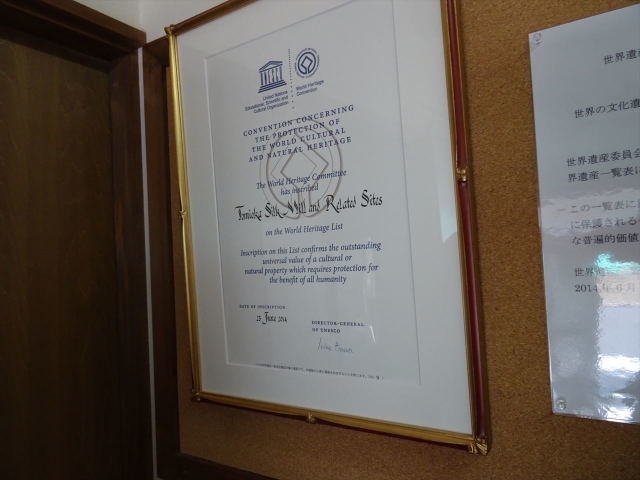 United Nations
Educational, Scientific and
Cultural Organization
World Heritage
Convention
CONVENTION CONCERNING
THE PROTECTION OF
THE WORLD CULTURAL
AND NATURAL HERITAGE
The World Heritage Committee
has inscribed
Tomioka Silk Mill and Related Sites
on the World Heritage List
Inscription on this List confirms the outstanding
universal value of a cultural or
natural property which requires protection for
the benefit of all humanity
DATE OF INSCRIPTION
25 June 2014
DIRECTOR-GENERAL
OF UNESCO
世界遺産
世界の文化遺
世界遺産委員会
界遺産一覧表に
この一覧表に
に保護される
な普遍的価値
世界
2014年6月